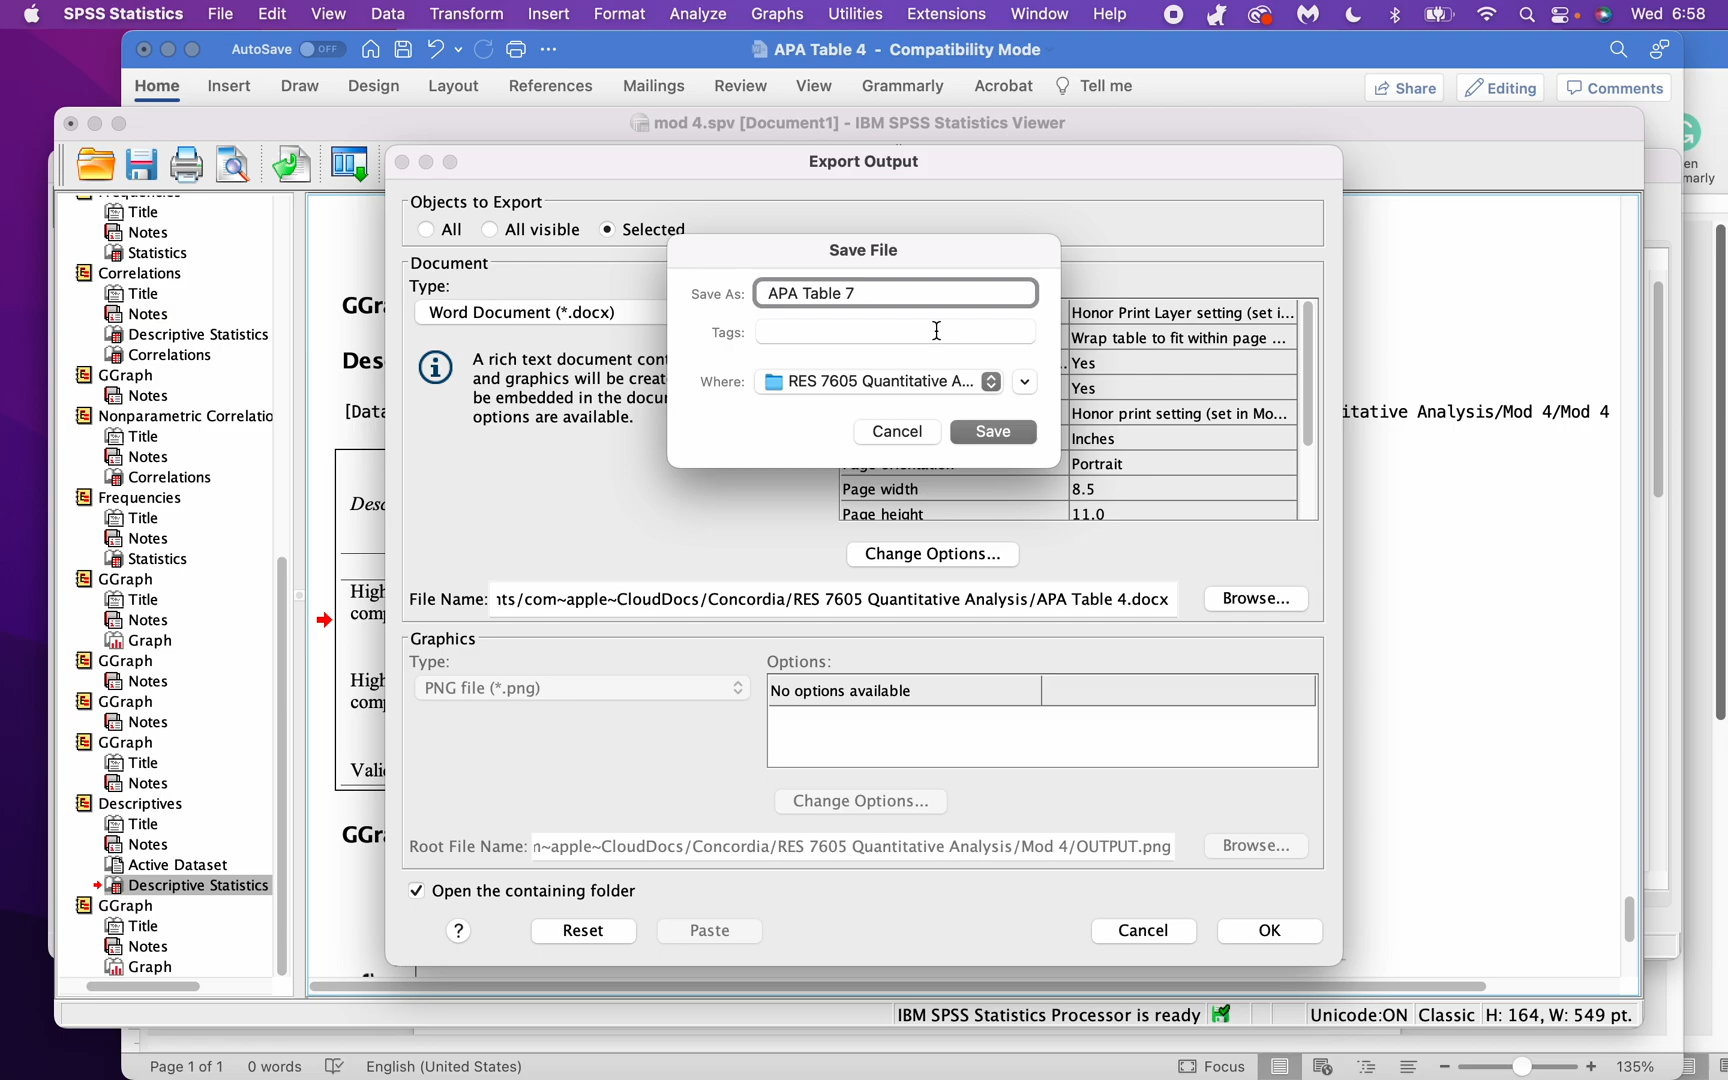 SPSS Statistics File Edit View Data Transform Insert Format Analyze Graphs Utilities Extensions Window Help Wed 6:58
AutoSave OFF APA Table 4 - Compatibility Mode
Home Insert Draw Design Layout References Mailings Review View Grammarly Acrobat Tell me Share Editing Comments
mod 4.spv [Document1] - IBM SPSS Statistics Viewer
Title
Notes
Statistics
Correlations
Title
Notes
Descriptive Statistics
Correlations
GGraph
Notes
Nonparametric Correlatio
Title
Notes
Correlations
Frequencies
Title
Notes
Statistics
GGraph
Title
Notes
Graph
GGraph
Notes
GGraph
Notes
GGraph
Title
Notes
Descriptives
Title
Notes
Active Dataset
Descriptive Statistics
GGraph
Title
Notes
Graph
GGra
Des
[Data
Desc
High
comp
High
comp
Vali
GGra
itative Analysis/Mod 4/Mod 4
Export Output
Objects to Export
All All visible Selected
Document
Type:
Word Document (*.docx)
A rich text document cont
and graphics will be creat
be embedded in the docum
options are available.
Save File
Save As: APA Table 7
Tags:
Where: RES 7605 Quantitative A...
Cancel Save
Honor Print Layer setting (set i...
Wrap table to fit within page ...
Yes
Yes
Honor print setting (set in Mo...
Inches
Portrait
Page width 8.5
Page height 11.0
Change Options...
File Name: nts/com~apple~CloudDocs/Concordia/RES 7605 Quantitative Analysis/APA Table 4.docx Browse...
Graphics
Type:
PNG file (*.png)
Options:
No options available
Change Options...
Root File Name: n~apple~CloudDocs/Concordia/RES 7605 Quantitative Analysis/Mod 4/OUTPUT.png Browse...
Open the containing folder
? Reset Paste Cancel OK
IBM SPSS Statistics Processor is ready Unicode:ON Classic H: 164, W: 549 pt.
Page 1 of 1 0 words English (United States) Focus 135%